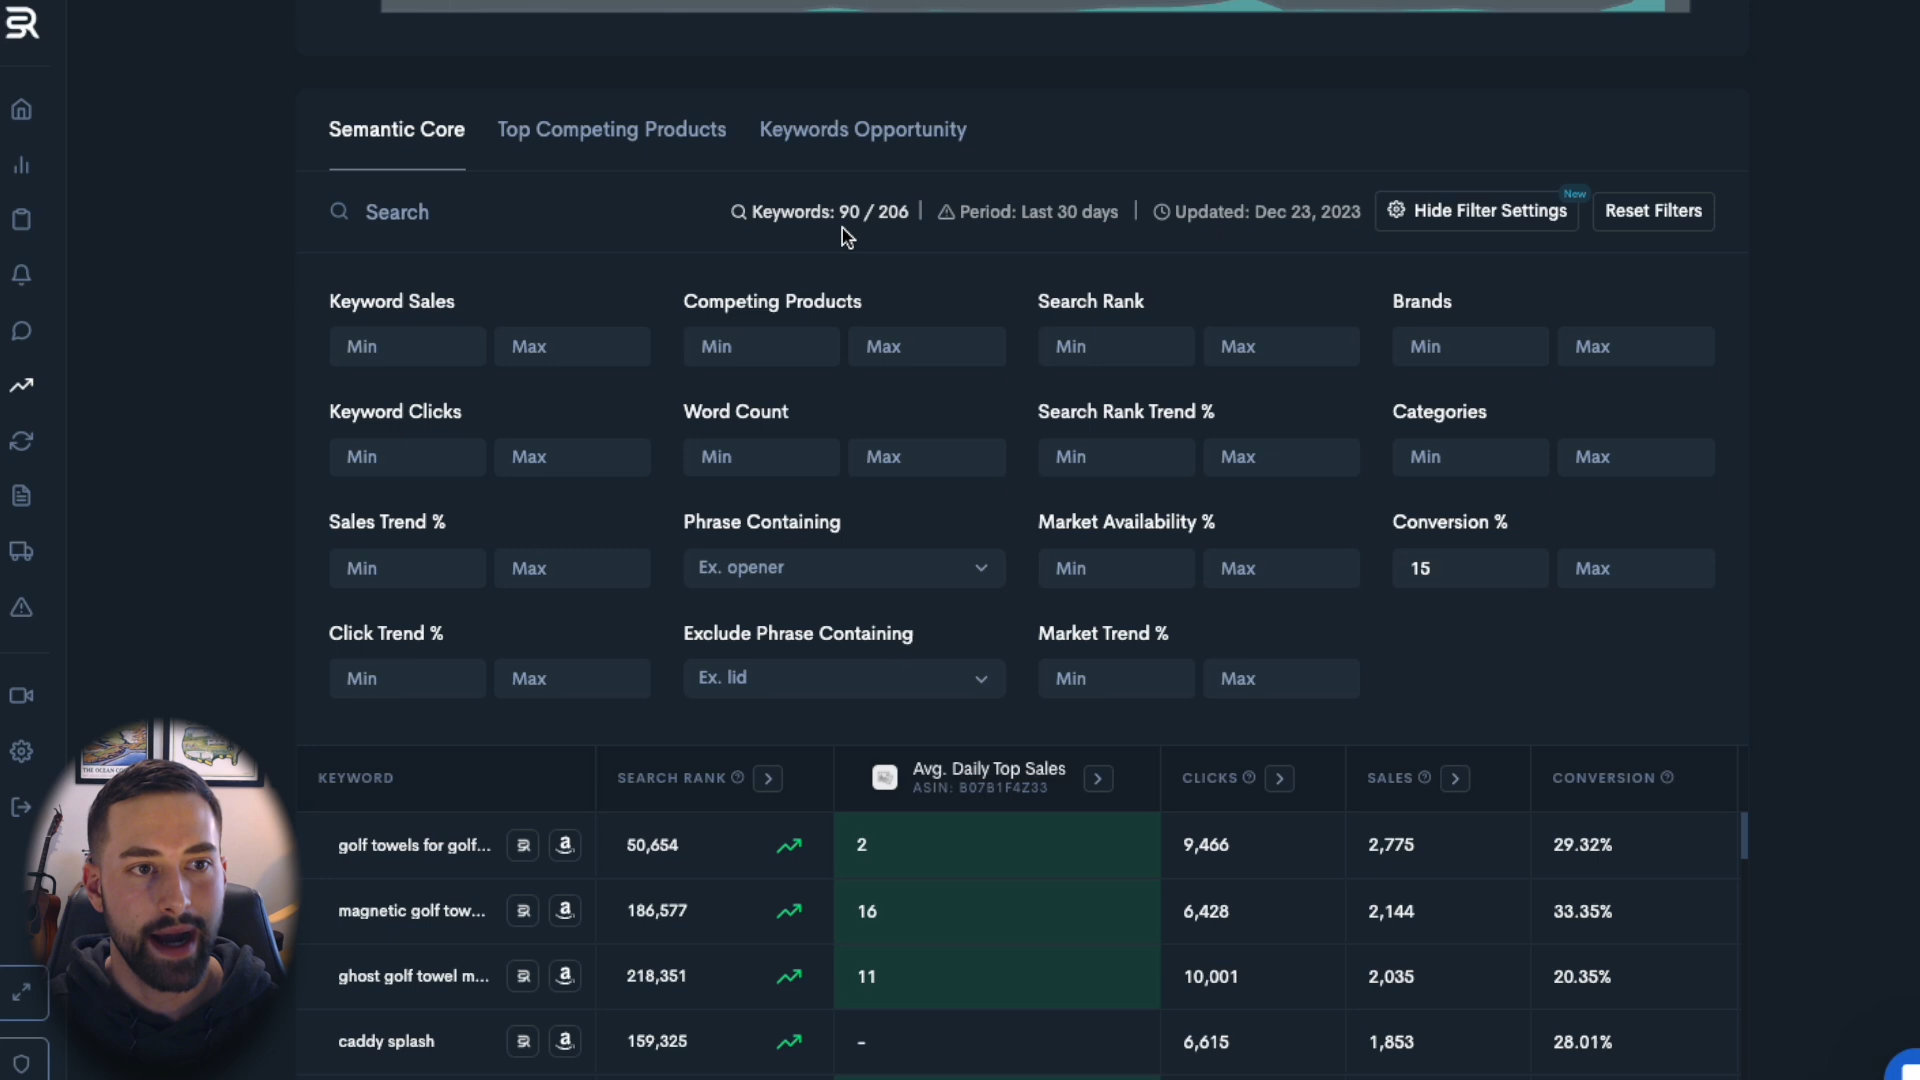 Semantic Core
Top Competing Products
Keywords Opportunity
Search
Keywords: 90 / 206
Period: Last 30 days
Updated: Dec 23, 2023
Hide Filter Settings
New
Reset Filters
Keyword Sales
Competing Products
Search Rank
Brands
Min Max Min Max Min Max Min Max
Keyword Clicks
Word Count
Search Rank Trend %
Categories
Min Max Min Max Min Max Min Max
Sales Trend %
Phrase Containing
Market Availability %
Conversion %
Min Max Ex. opener Min Max 15 Max
Click Trend %
Exclude Phrase Containing
Market Trend %
Min Max Ex. lid Min Max
KEYWORD
SEARCH RANK
Avg. Daily Top Sales
ASIN: B07B1F4Z33
CLICKS
SALES
CONVERSION
golf towels for golf... 50,654 2 9,466 2,775 29.32%
magnetic golf tow... 186,577 16 6,428 2,144 33.35%
ghost golf towel m... 218,351 11 10,001 2,035 20.35%
caddy splash 159,325 - 6,615 1,853 28.01%